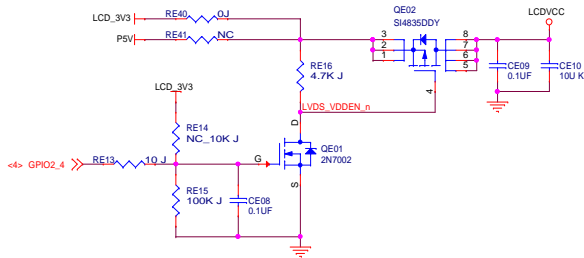 LCD_3V3
RE40
0J
P5V
RE41
NC
QE02
SI4835DDY
LCDVCC
3
2
1
8
7
6
5
4
RE16
4.7K J
CE09
0.1UF
CE10
10U K
LVDS_VDDEN_n
LCD_3V3
RE14
NC_10K J
D
G
S
QE01
2N7002
<4> GPIO2_4
RE13
10 J
RE15
100K J
CE08
0.1UF